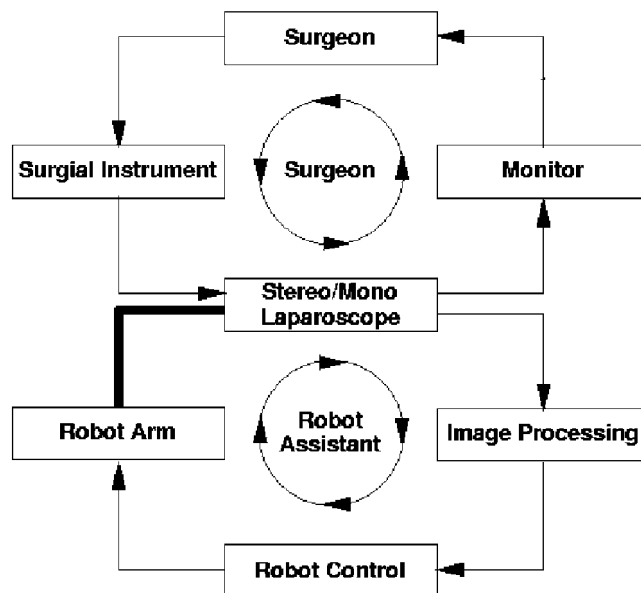 Surgeon
Surgial Instrument
Surgeon
Monitor
Stereo/Mono
Laparoscope
Robot Arm
Robot
Assistant
Image Processing
Robot Control